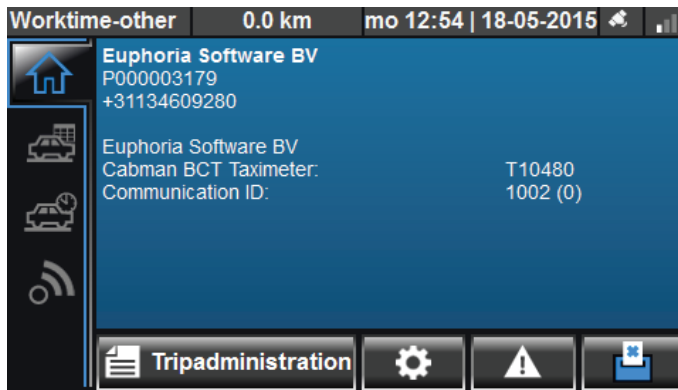 Worktime-other 0.0 km mo 12:54 | 18-05-2015
Euphoria Software BV
P000003179
+31134609280
Euphoria Software BV
Cabman BCT Taximeter: T10480
Communication ID: 1002 (0)
Tripadministration